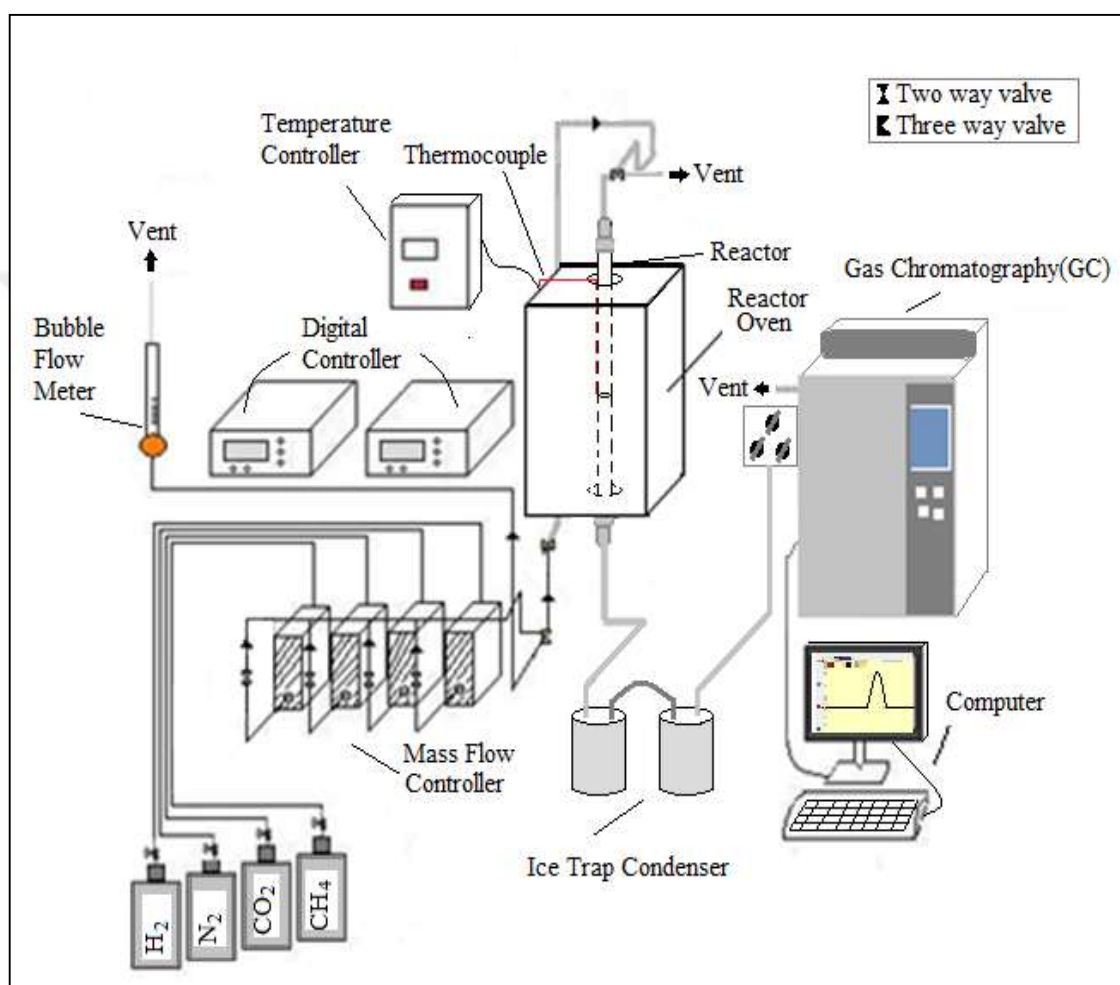 Two way valve
Three way valve
Temperature
Controller
Thermocouple
Vent
Vent
Reactor
Gas Chromatography(GC)
Reactor
Oven
Bubble
Flow
Meter
Digital
Controller
Vent
Mass Flow
Controller
Computer
Ice Trap Condenser
H2
N2
CO2
CH4